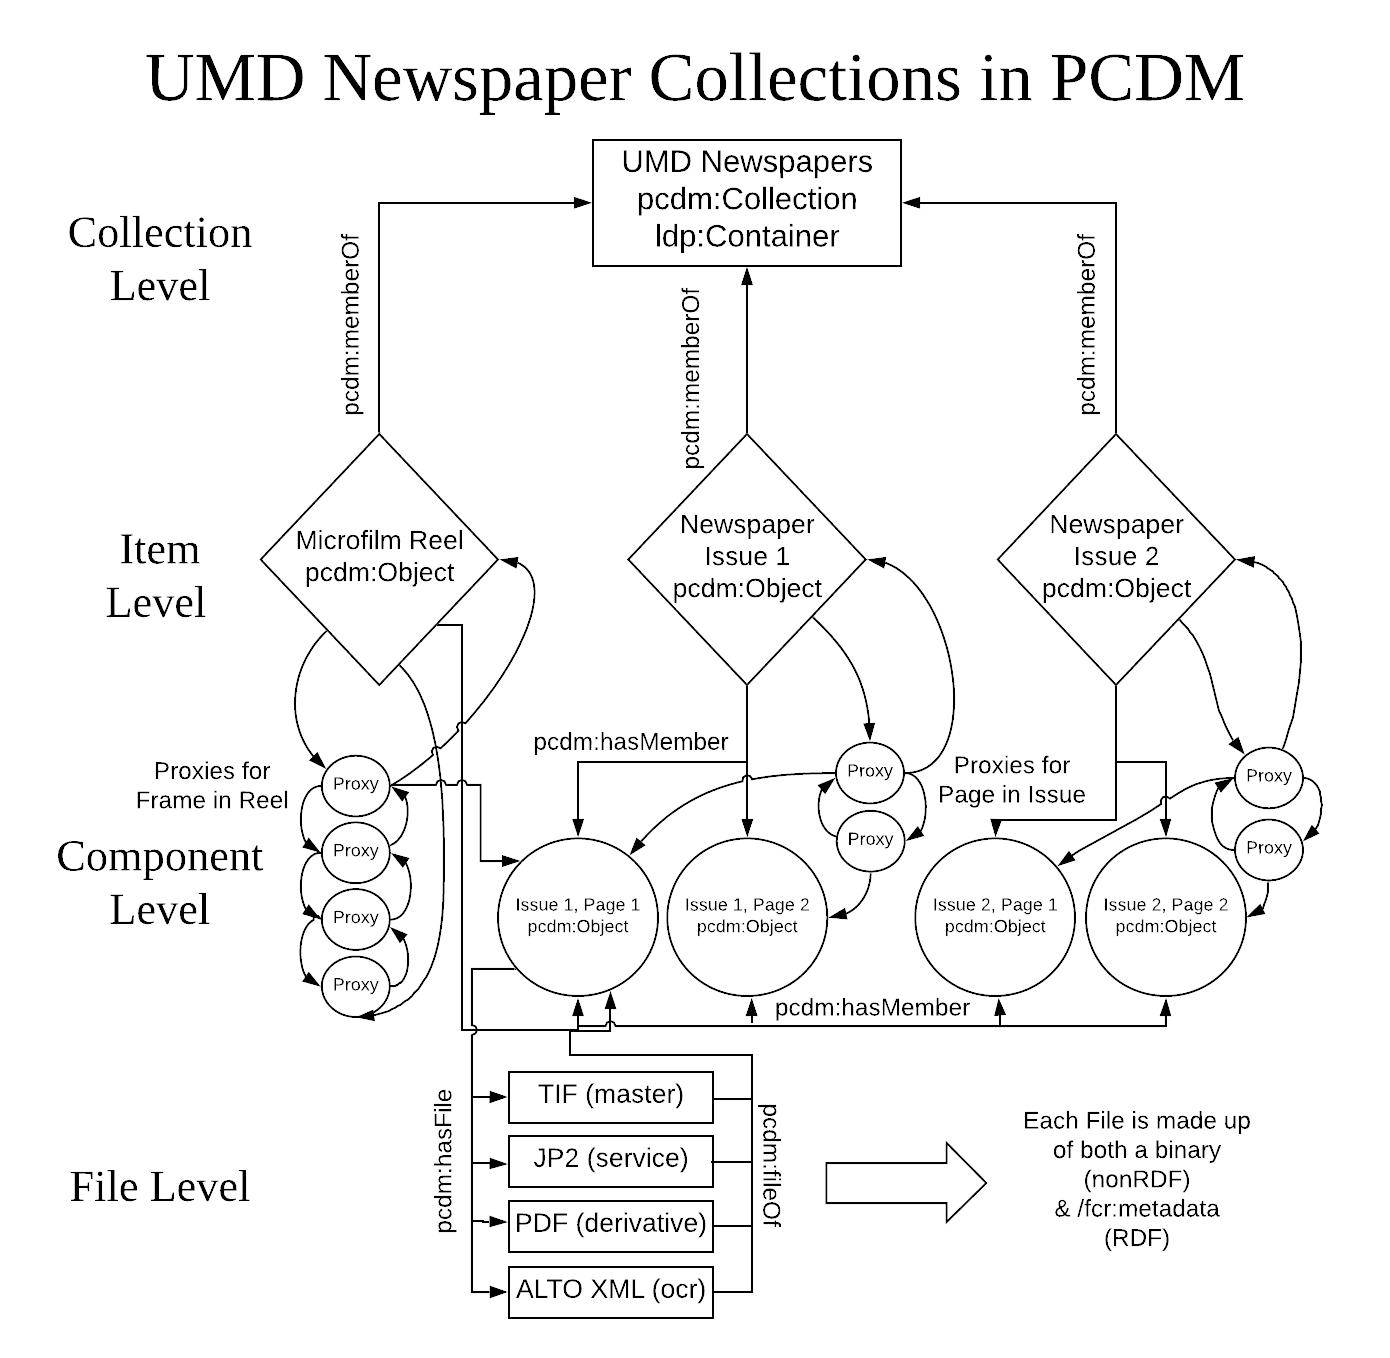 UMD Newspaper Collections in PCDM
UMD Newspapers
pcdm:Collection
ldp:Container
Collection
Level
pcdm:memberOf
pcdm:memberOf
pcdm:memberOf
Item
Level
Microfilm Reel
pcdm:Object
Newspaper
Issue 1
pcdm:Object
Newspaper
Issue 2
pcdm:Object
pcdm:hasMember
Proxies for
Frame in Reel
Proxies for
Page in Issue
Component
Level
Proxy
Proxy
Proxy
Proxy
Proxy
Proxy
Proxy
Proxy
Issue 1, Page 1
pcdm:Object
Issue 1, Page 2
pcdm:Object
Issue 2, Page 1
pcdm:Object
Issue 2, Page 2
pcdm:Object
pcdm:hasMember
File Level
pcdm:hasFile
TIF (master)
JP2 (service)
PDF (derivative)
ALTO XML (ocr)
pcdm:fileOf
Each File is made up
of both a binary
(nonRDF)
& /fcr:metadata
(RDF)